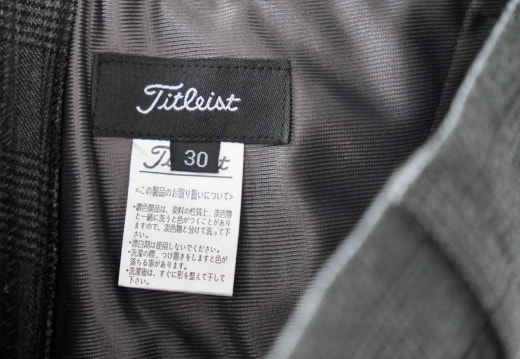 Titleist
Titleist
30
<この製品のお取り扱いについて>
・濃色製品は、染料の性質上、淡色物
と一緒に洗うと色がつくことがあり
ますので、淡色物と分けて洗って下
さい。
・漂白剤は使用しないでください。
・洗濯の際、つけ置きをしますと色が
落ちる事があります。
・洗濯後は、すぐに形を整えて干して
下さい。